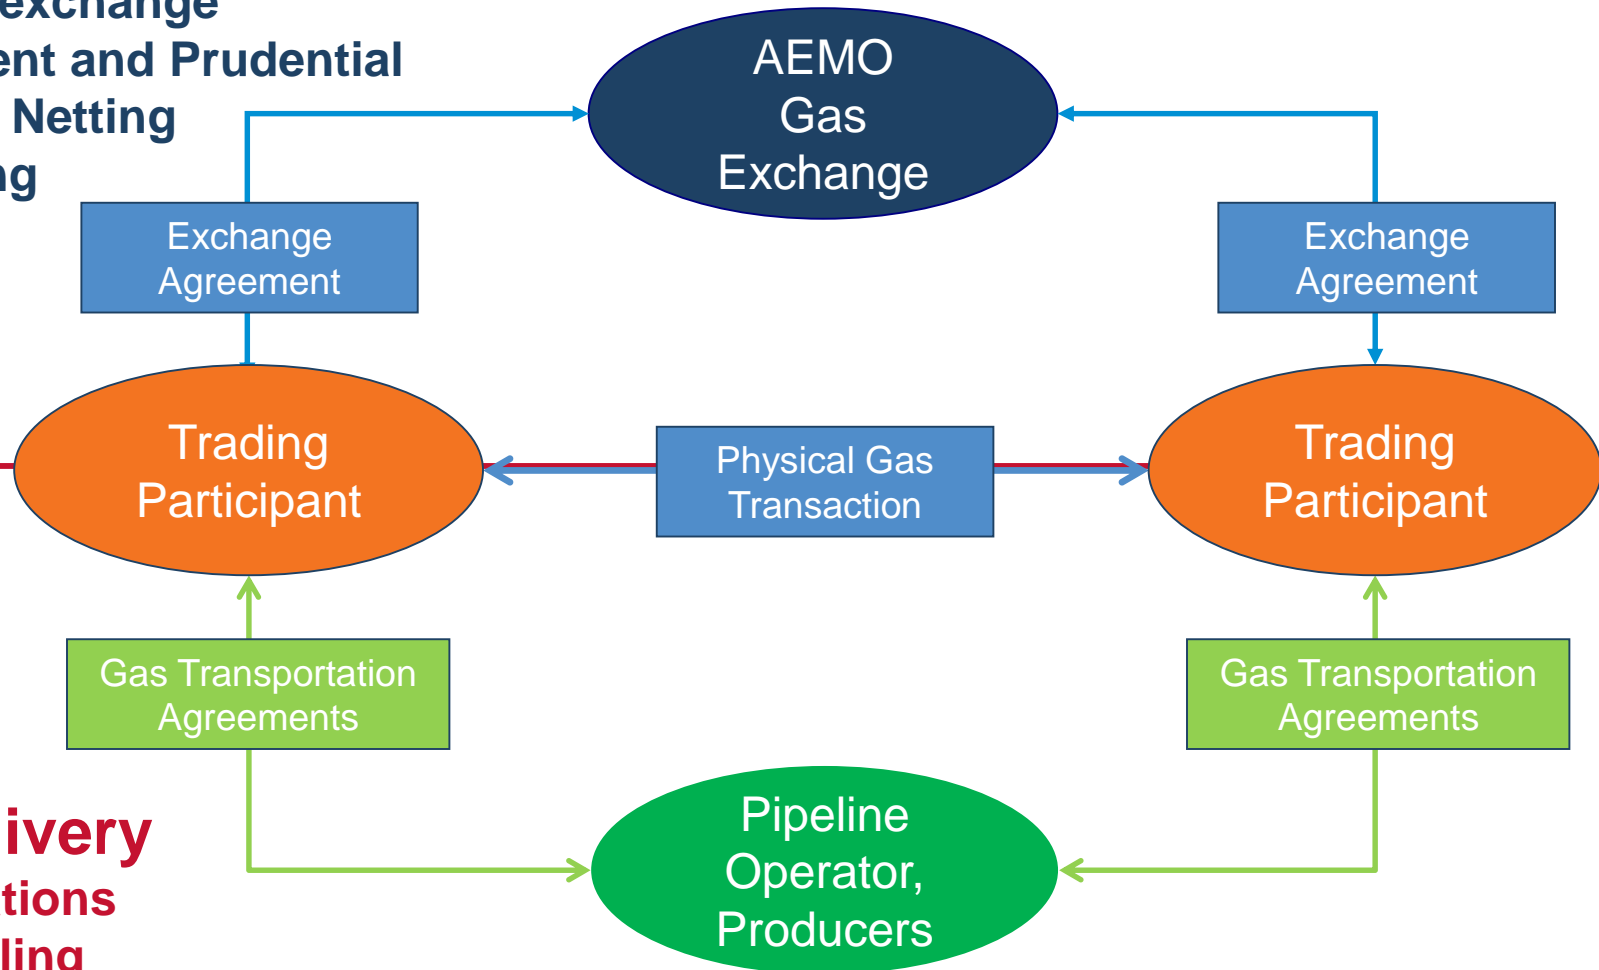 exchange
ent and Prudential
Netting
ng
AEMO
Gas
Exchange
Exchange
Agreement
Exchange
Agreement
Trading
Participant
Physical Gas
Transaction
Trading
Participant
Gas Transportation
Agreements
Gas Transportation
Agreements
Pipeline
Operator,
Producers
ivery
ations
ling